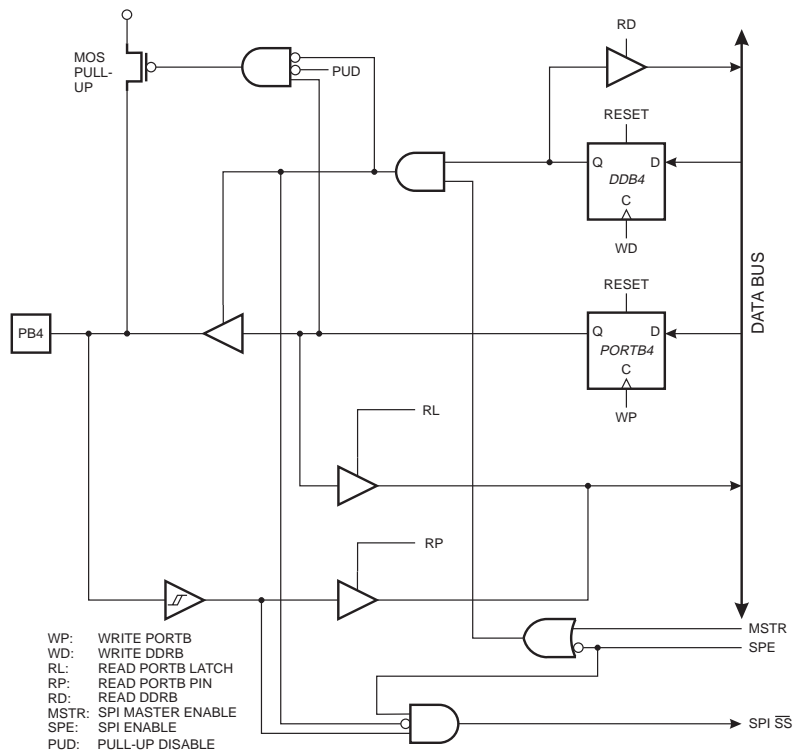 RD
MOS
PULL-
UP
PUD
RESET
Q D
DDB4
C
WD
DATA BUS
RESET
PB4
Q D
PORTB4
C
WP
RL
RP
WP: WRITE PORTB
WD: WRITE DDRB
RL: READ PORTB LATCH
RP: READ PORTB PIN
RD: READ DDRB
MSTR: SPI MASTER ENABLE
SPE: SPI ENABLE
PUD: PULL-UP DISABLE
MSTR
SPE
SPI S̅S̅